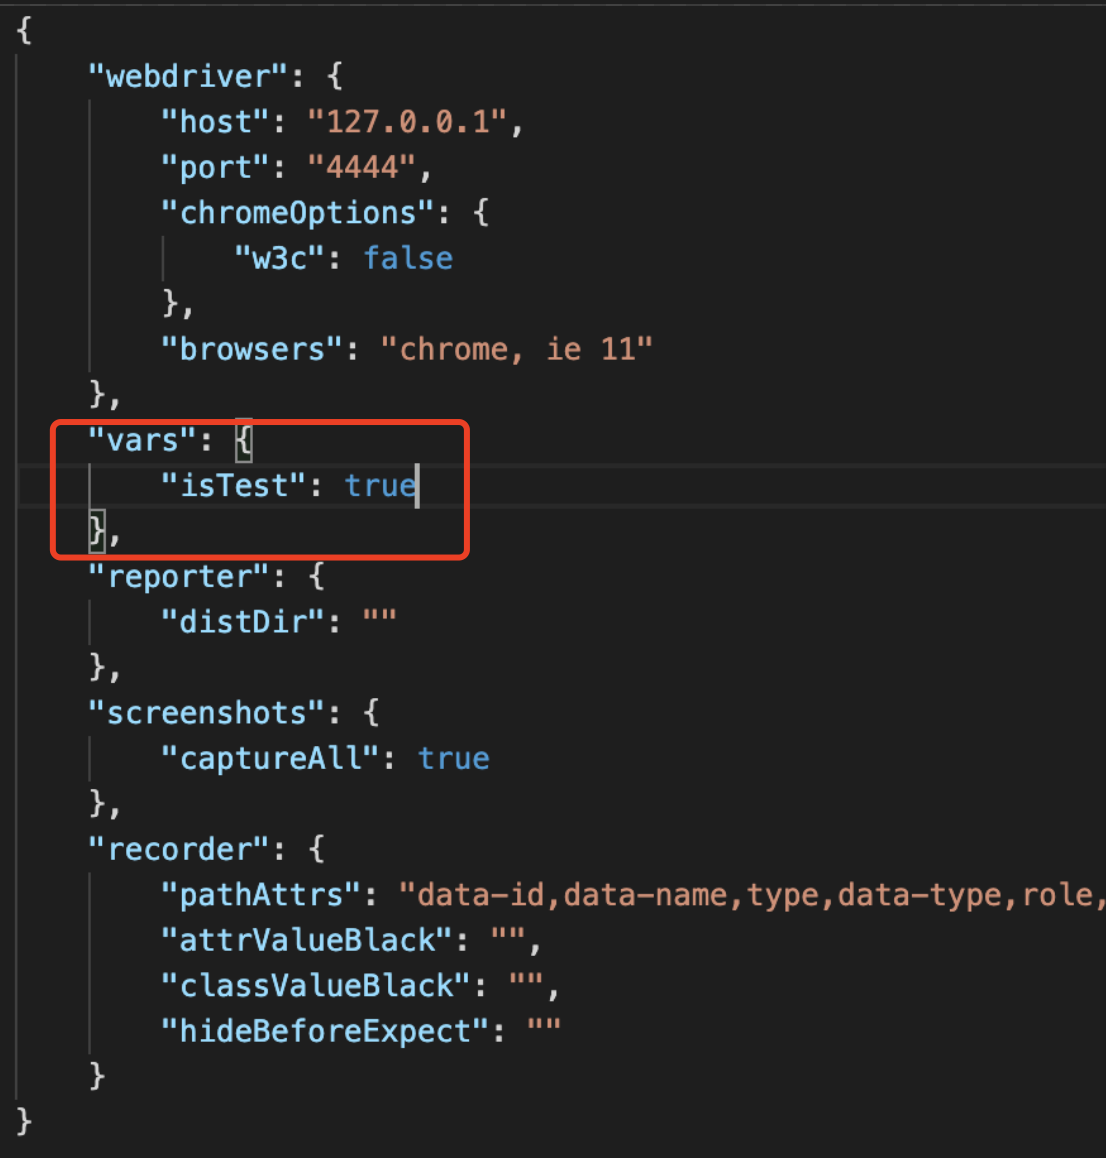 {
    "webdriver": {
        "host": "127.0.0.1",
        "port": "4444",
        "chromeOptions": {
            "w3c": false
        },
        "browsers": "chrome, ie 11"
    },
    "vars": {
        "isTest": true
    },
    "reporter": {
        "distDir": ""
    },
    "screenshots": {
        "captureAll": true
    },
    "recorder": {
        "pathAttrs": "data-id,data-name,type,data-type,role,
        "attrValueBlack": "",
        "classValueBlack": "",
        "hideBeforeExpect": ""
    }
}